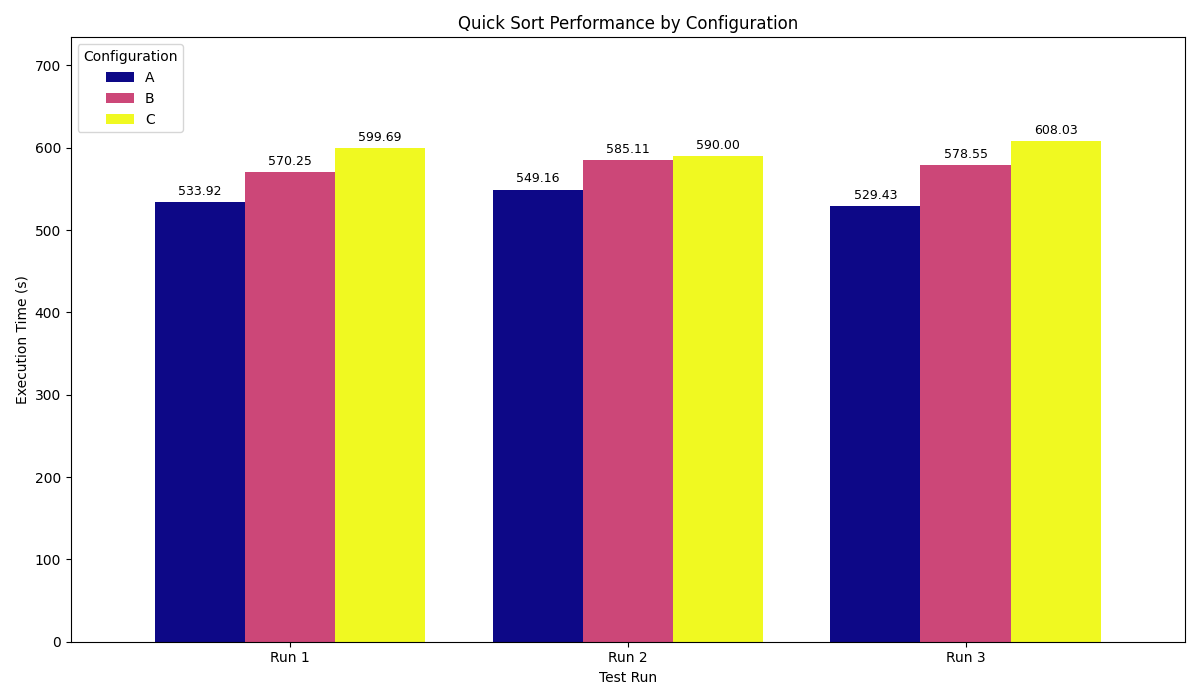 Quick Sort Performance by Configuration
Configuration
A
B
C
Execution Time (s)
700
600
500
400
300
200
100
0
533.92
570.25
599.69
549.16
585.11
590.00
529.43
578.55
608.03
Run 1
Run 2
Run 3
Test Run